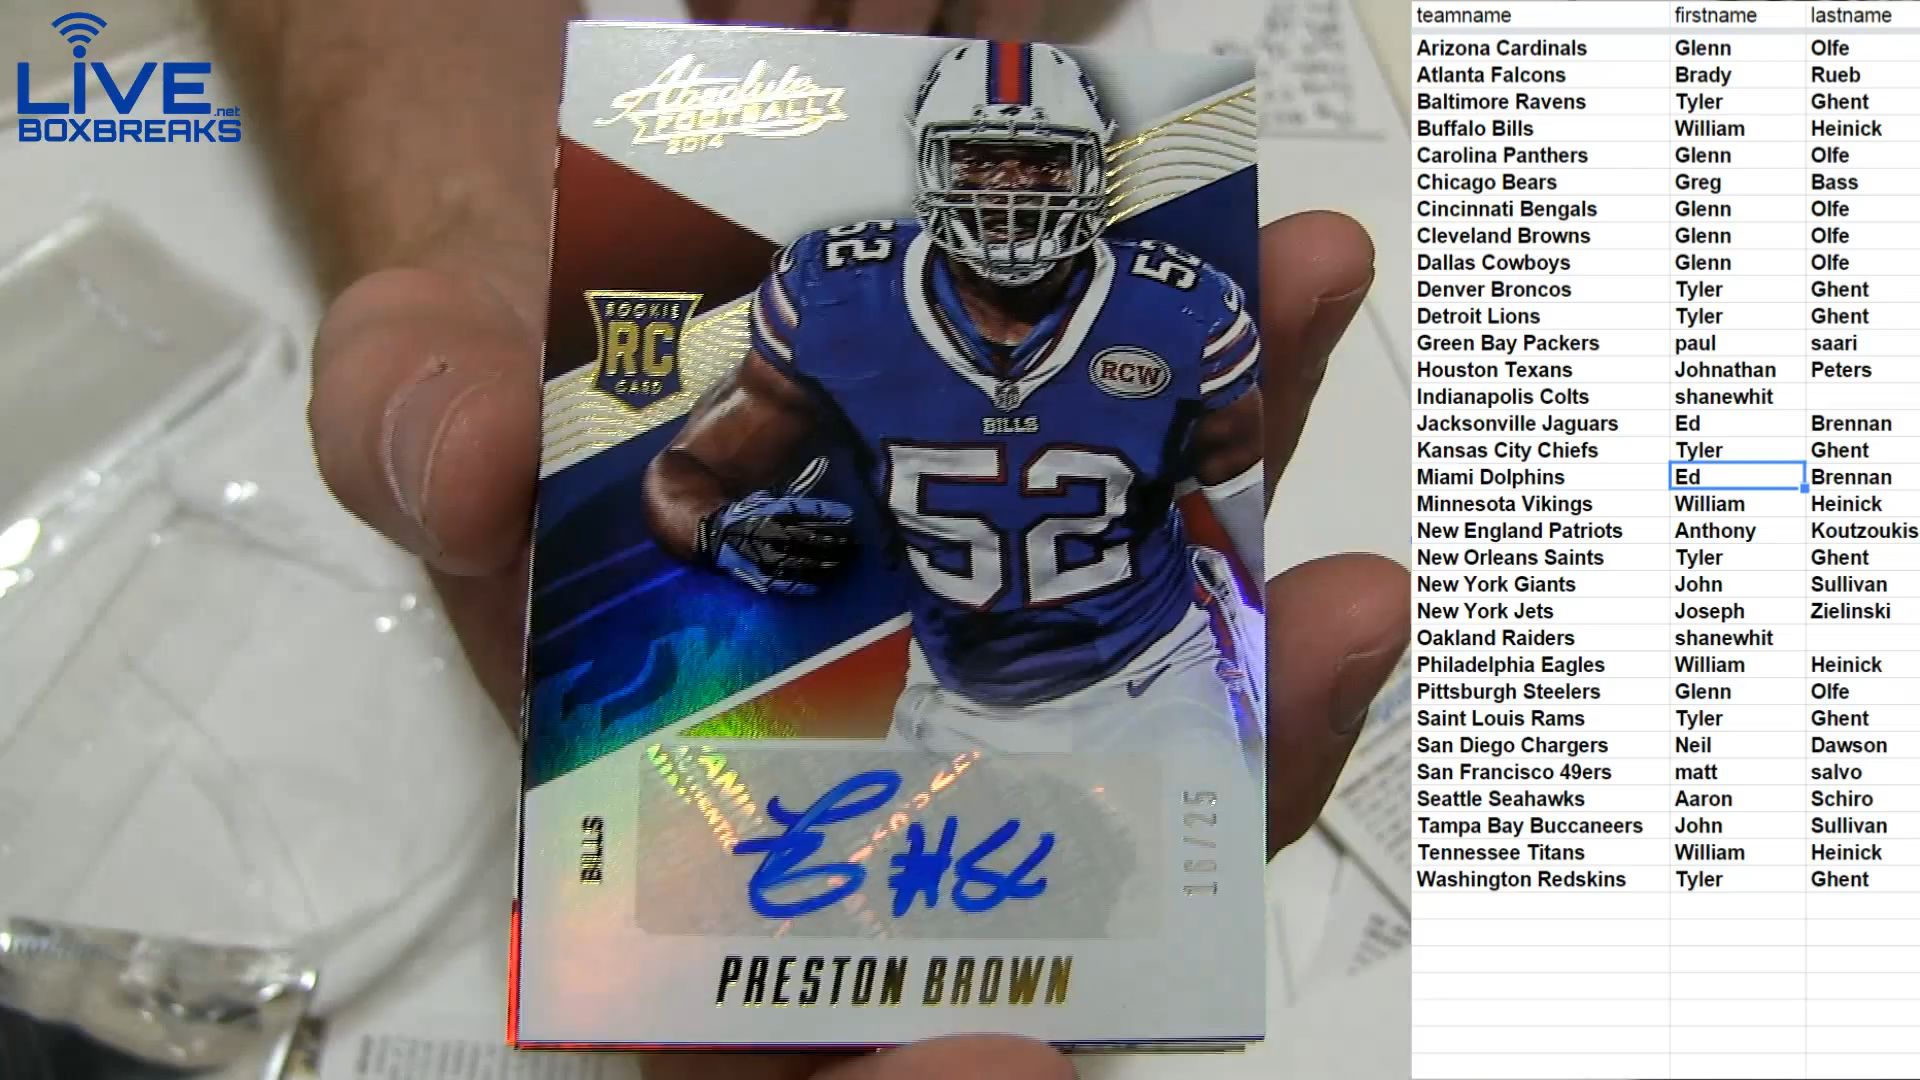 LiVE.net
BOXBREAKS
Absolute
FOOTBALL
2014
52
52
ROOKIE
RC
CARD
RCW
BILLS
52
BILLS
16/25
#52
PRESTON BROWN
teamname firstname lastname
Arizona Cardinals Glenn Olfe
Atlanta Falcons Brady Rueb
Baltimore Ravens Tyler Ghent
Buffalo Bills William Heinick
Carolina Panthers Glenn Olfe
Chicago Bears Greg Bass
Cincinnati Bengals Glenn Olfe
Cleveland Browns Glenn Olfe
Dallas Cowboys Glenn Olfe
Denver Broncos Tyler Ghent
Detroit Lions Tyler Ghent
Green Bay Packers paul saari
Houston Texans Johnathan Peters
Indianapolis Colts shanewhit
Jacksonville Jaguars Ed Brennan
Kansas City Chiefs Tyler Ghent
Miami Dolphins Ed Brennan
Minnesota Vikings William Heinick
New England Patriots Anthony Koutzoukis
New Orleans Saints Tyler Ghent
New York Giants John Sullivan
New York Jets Joseph Zielinski
Oakland Raiders shanewhit
Philadelphia Eagles William Heinick
Pittsburgh Steelers Glenn Olfe
Saint Louis Rams Tyler Ghent
San Diego Chargers Neil Dawson
San Francisco 49ers matt salvo
Seattle Seahawks Aaron Schiro
Tampa Bay Buccaneers John Sullivan
Tennessee Titans William Heinick
Washington Redskins Tyler Ghent